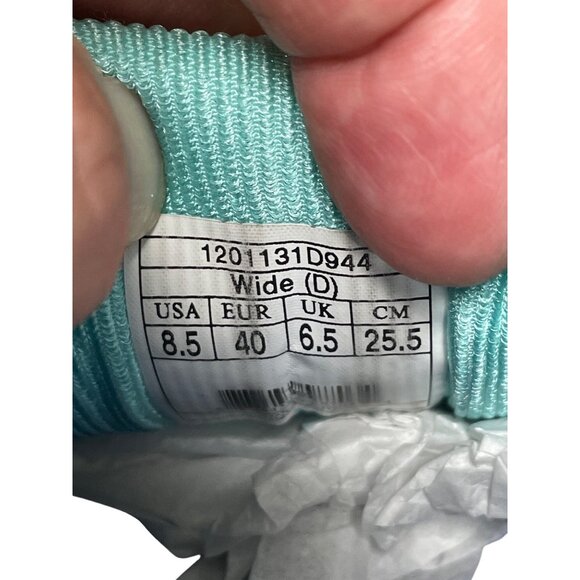 1201131D944
Wide (D)
USA EUR UK CM
8.5 40 6.5 25.5